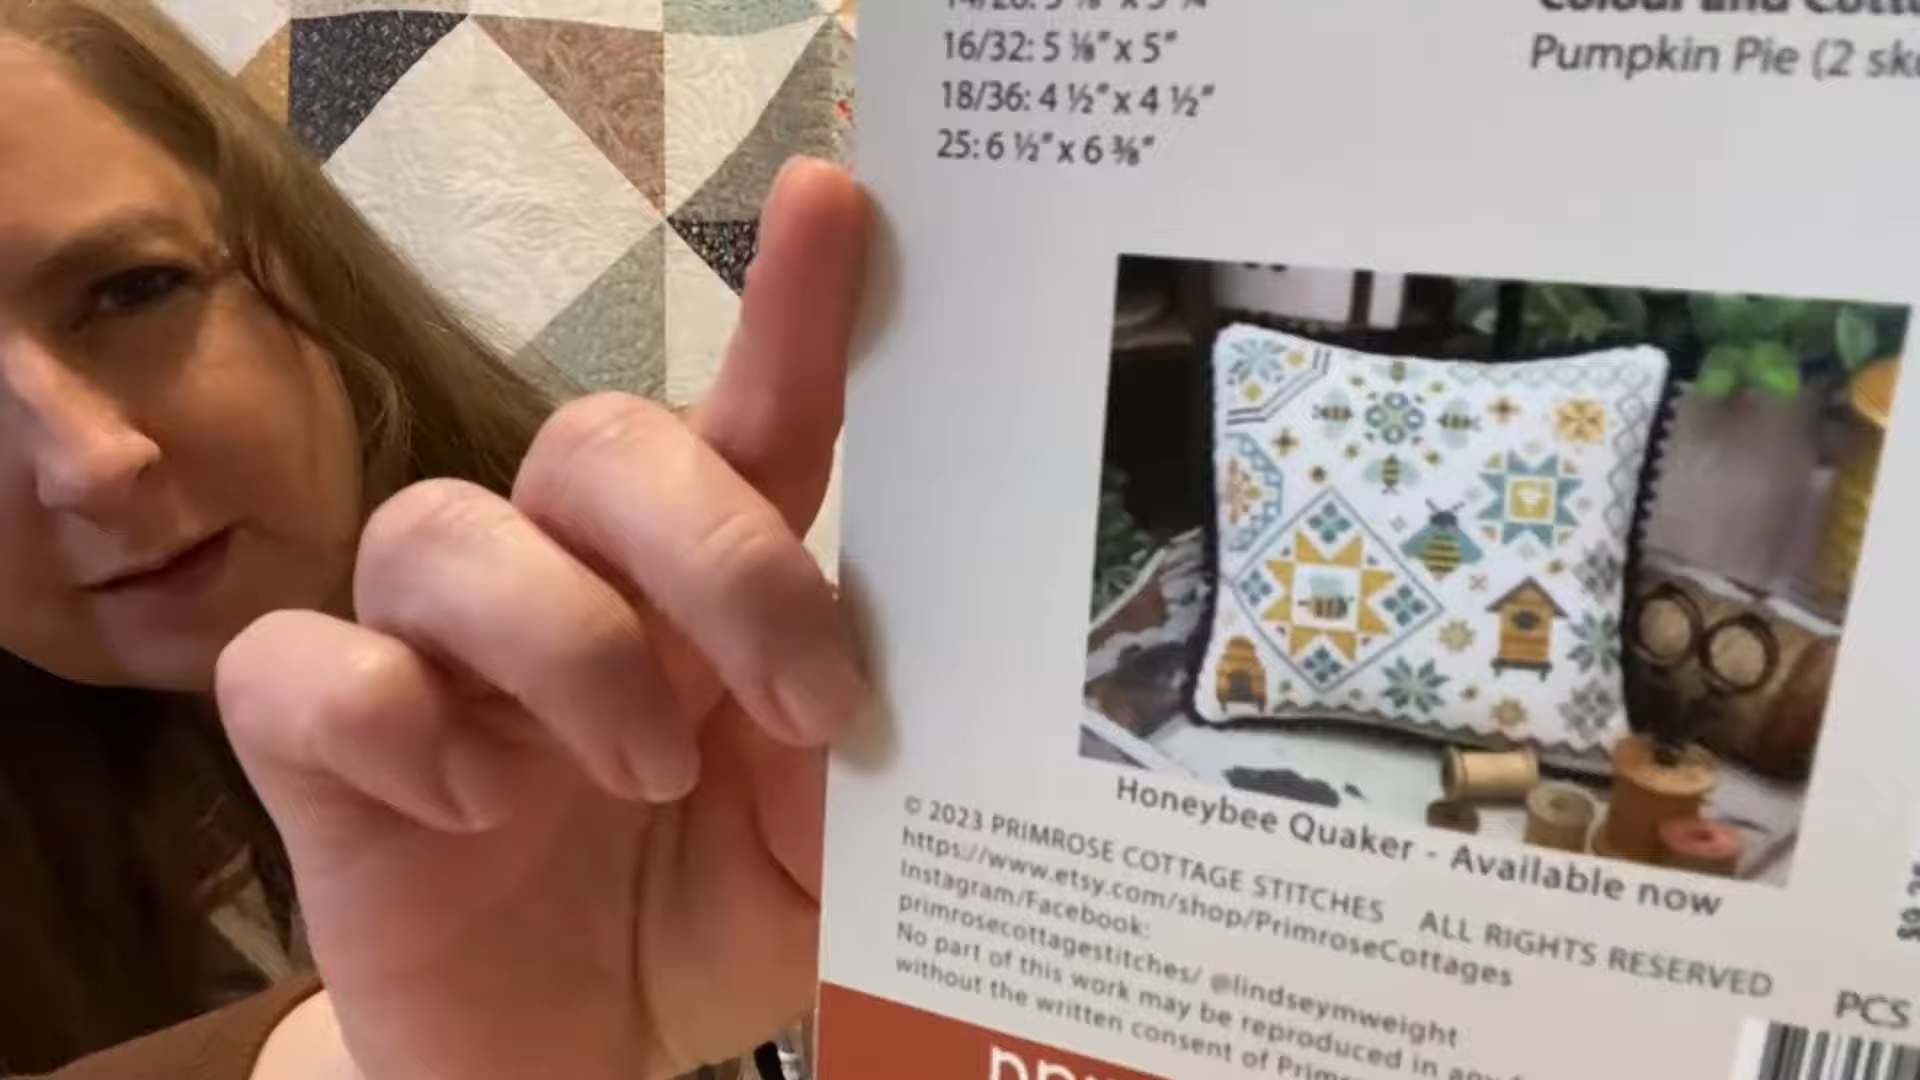 16/32: 5 ⅛" x 5"
18/36: 4 ½" x 4 ½"
25: 6 ½" x 6 ⅜"
Colour and
Pumpkin Pie (2
Honeybee Quaker - Available now
© 2023 PRIMROSE COTTAGE STITCHES ALL RIGHTS RESERVED
https://www.etsy.com/shop/PrimroseCottages
Instagram/Facebook:
primrosecottagestitches/ @lindseymweight
No part of this work may be reproduced in any
without the written consent of
PCS